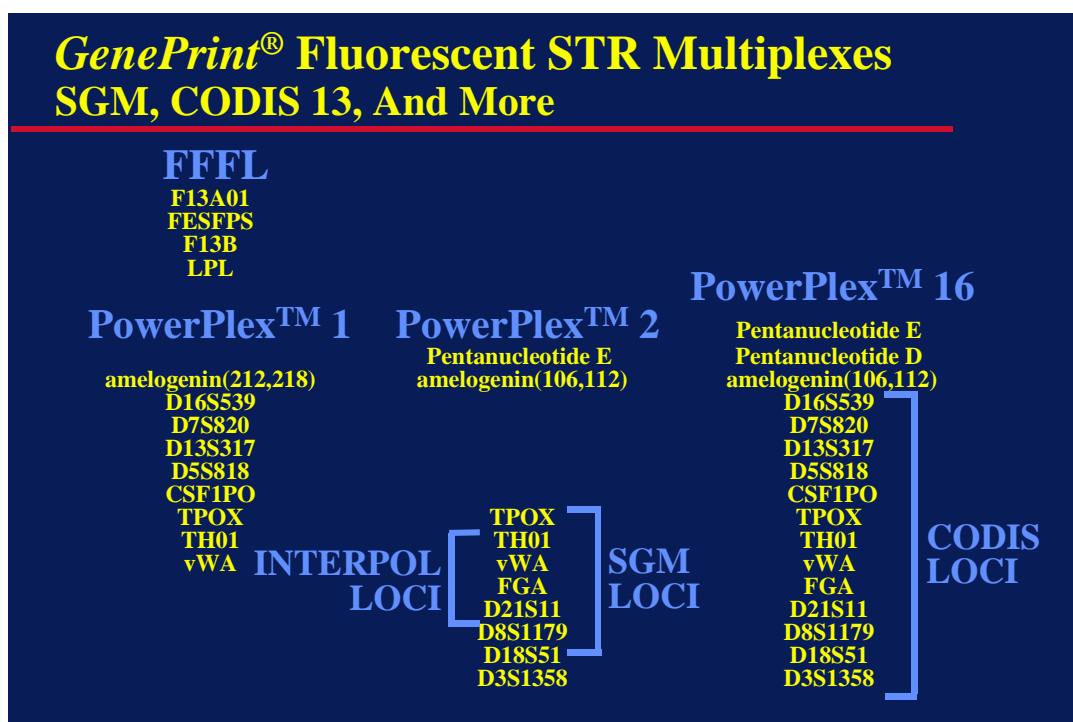 GenePrint® Fluorescent STR Multiplexes
SGM, CODIS 13, And More
FFFL
F13A01
FESFPS
F13B
LPL
PowerPlex™ 1
amelogenin(212,218)
D16S539
D7S820
D13S317
D5S818
CSF1PO
TPOX
TH01
vWA
PowerPlex™ 2
Pentanucleotide E
amelogenin(106,112)
INTERPOL
LOCI
TPOX
TH01
vWA
FGA
D21S11
D8S1179
D18S51
D3S1358
SGM
LOCI
PowerPlex™ 16
Pentanucleotide E
Pentanucleotide D
amelogenin(106,112)
D16S539
D7S820
D13S317
D5S818
CSF1PO
TPOX
TH01
vWA
FGA
D21S11
D8S1179
D18S51
D3S1358
CODIS
LOCI